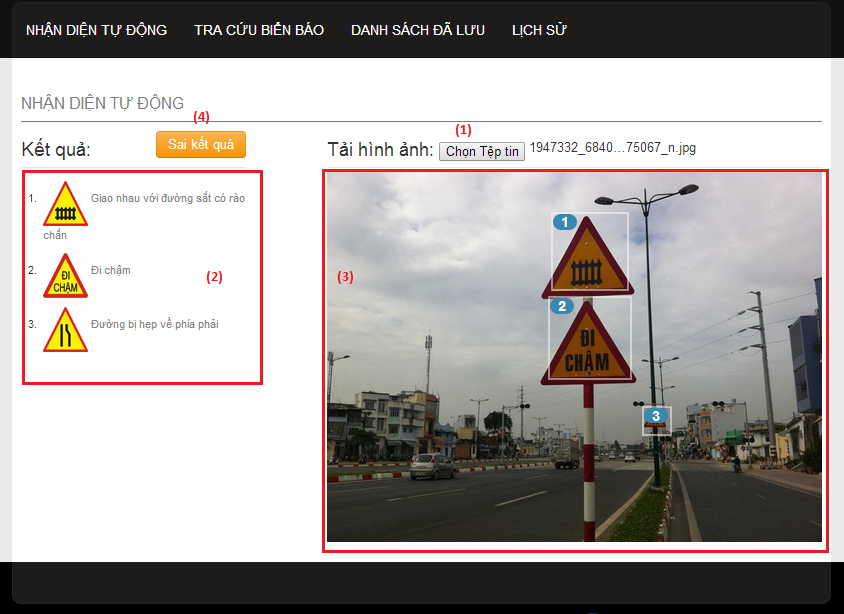 NHẬN DIỆN TỰ ĐỘNG TRA CỨU BIỂN BÁO DANH SÁCH ĐÃ LƯU LỊCH SỬ
NHẬN DIỆN TỰ ĐỘNG
(4)
(1)
Kết quả: Sai kết quả
Tải hình ảnh: Chọn Tệp tin 1947332_6840...75067_n.jpg
1. Giao nhau với đường sắt có rào
chắn
2. ĐI
CHẬM
Đi chậm
(2)
3. Đường bị hẹp về phía phải
(3)
1
2
ĐI
CHẬM
3